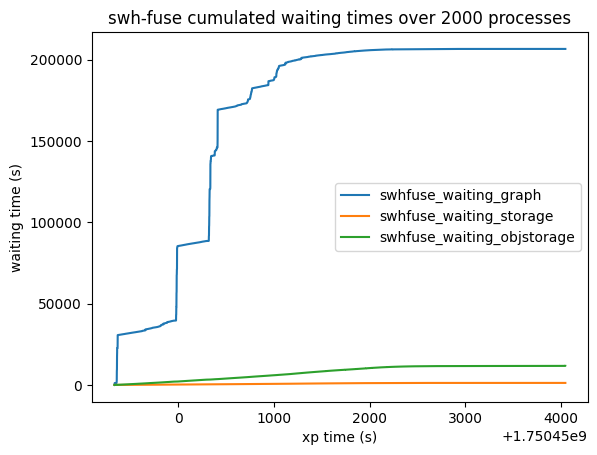 swh-fuse cumulated waiting times over 2000 processes
waiting time (s)
200000
150000
100000
50000
0
swhfuse_waiting_graph
swhfuse_waiting_storage
swhfuse_waiting_objstorage
0 1000 2000 3000 4000
xp time (s)
+1.75045e9